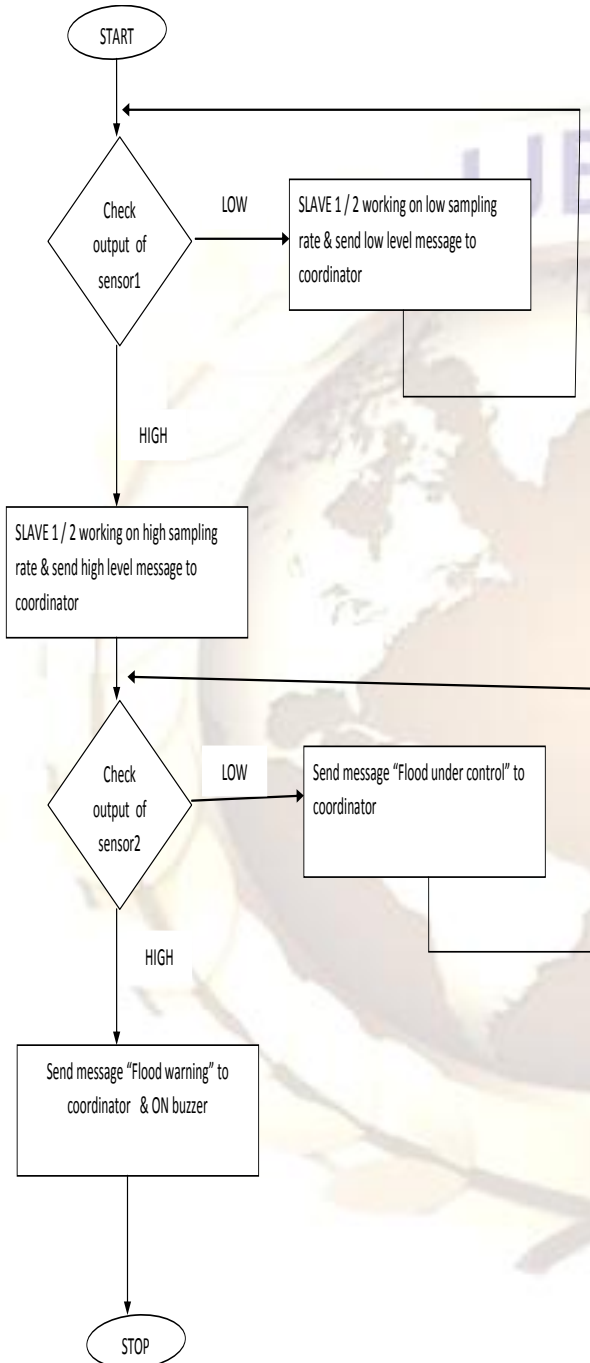 START
Check
output of
sensor1
LOW
SLAVE 1 / 2 working on low sampling
rate & send low level message to
coordinator
HIGH
SLAVE 1 / 2 working on high sampling
rate & send high level message to
coordinator
Check
output of
sensor2
LOW
Send message “Flood under control” to
coordinator
HIGH
Send message “Flood warning” to
coordinator & ON buzzer
STOP